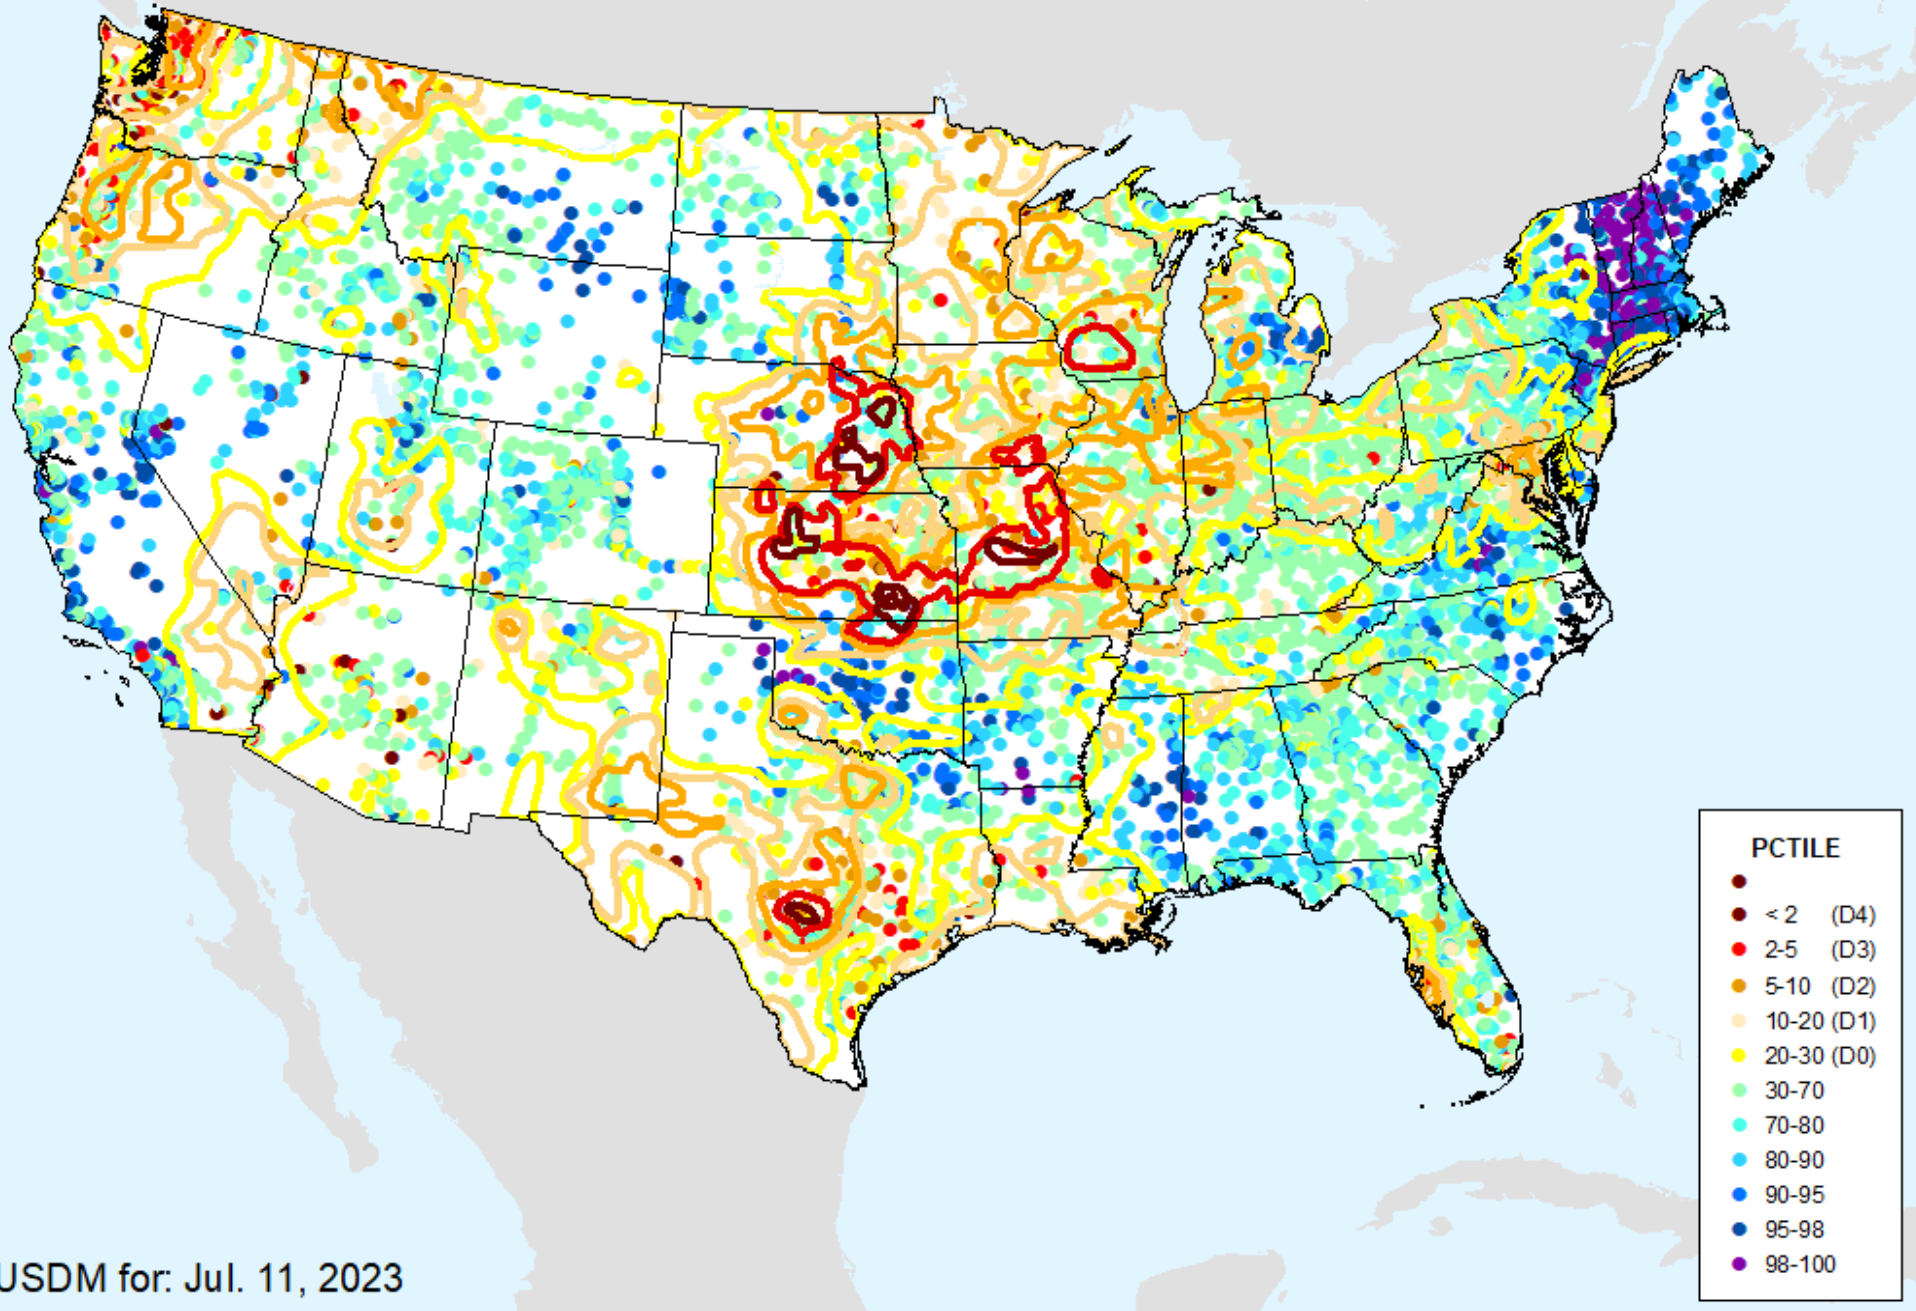 PCTILE
< 2 (D4)
2-5 (D3)
5-10 (D2)
10-20 (D1)
20-30 (D0)
30-70
70-80
80-90
90-95
95-98
98-100
USDM for: Jul. 11, 2023